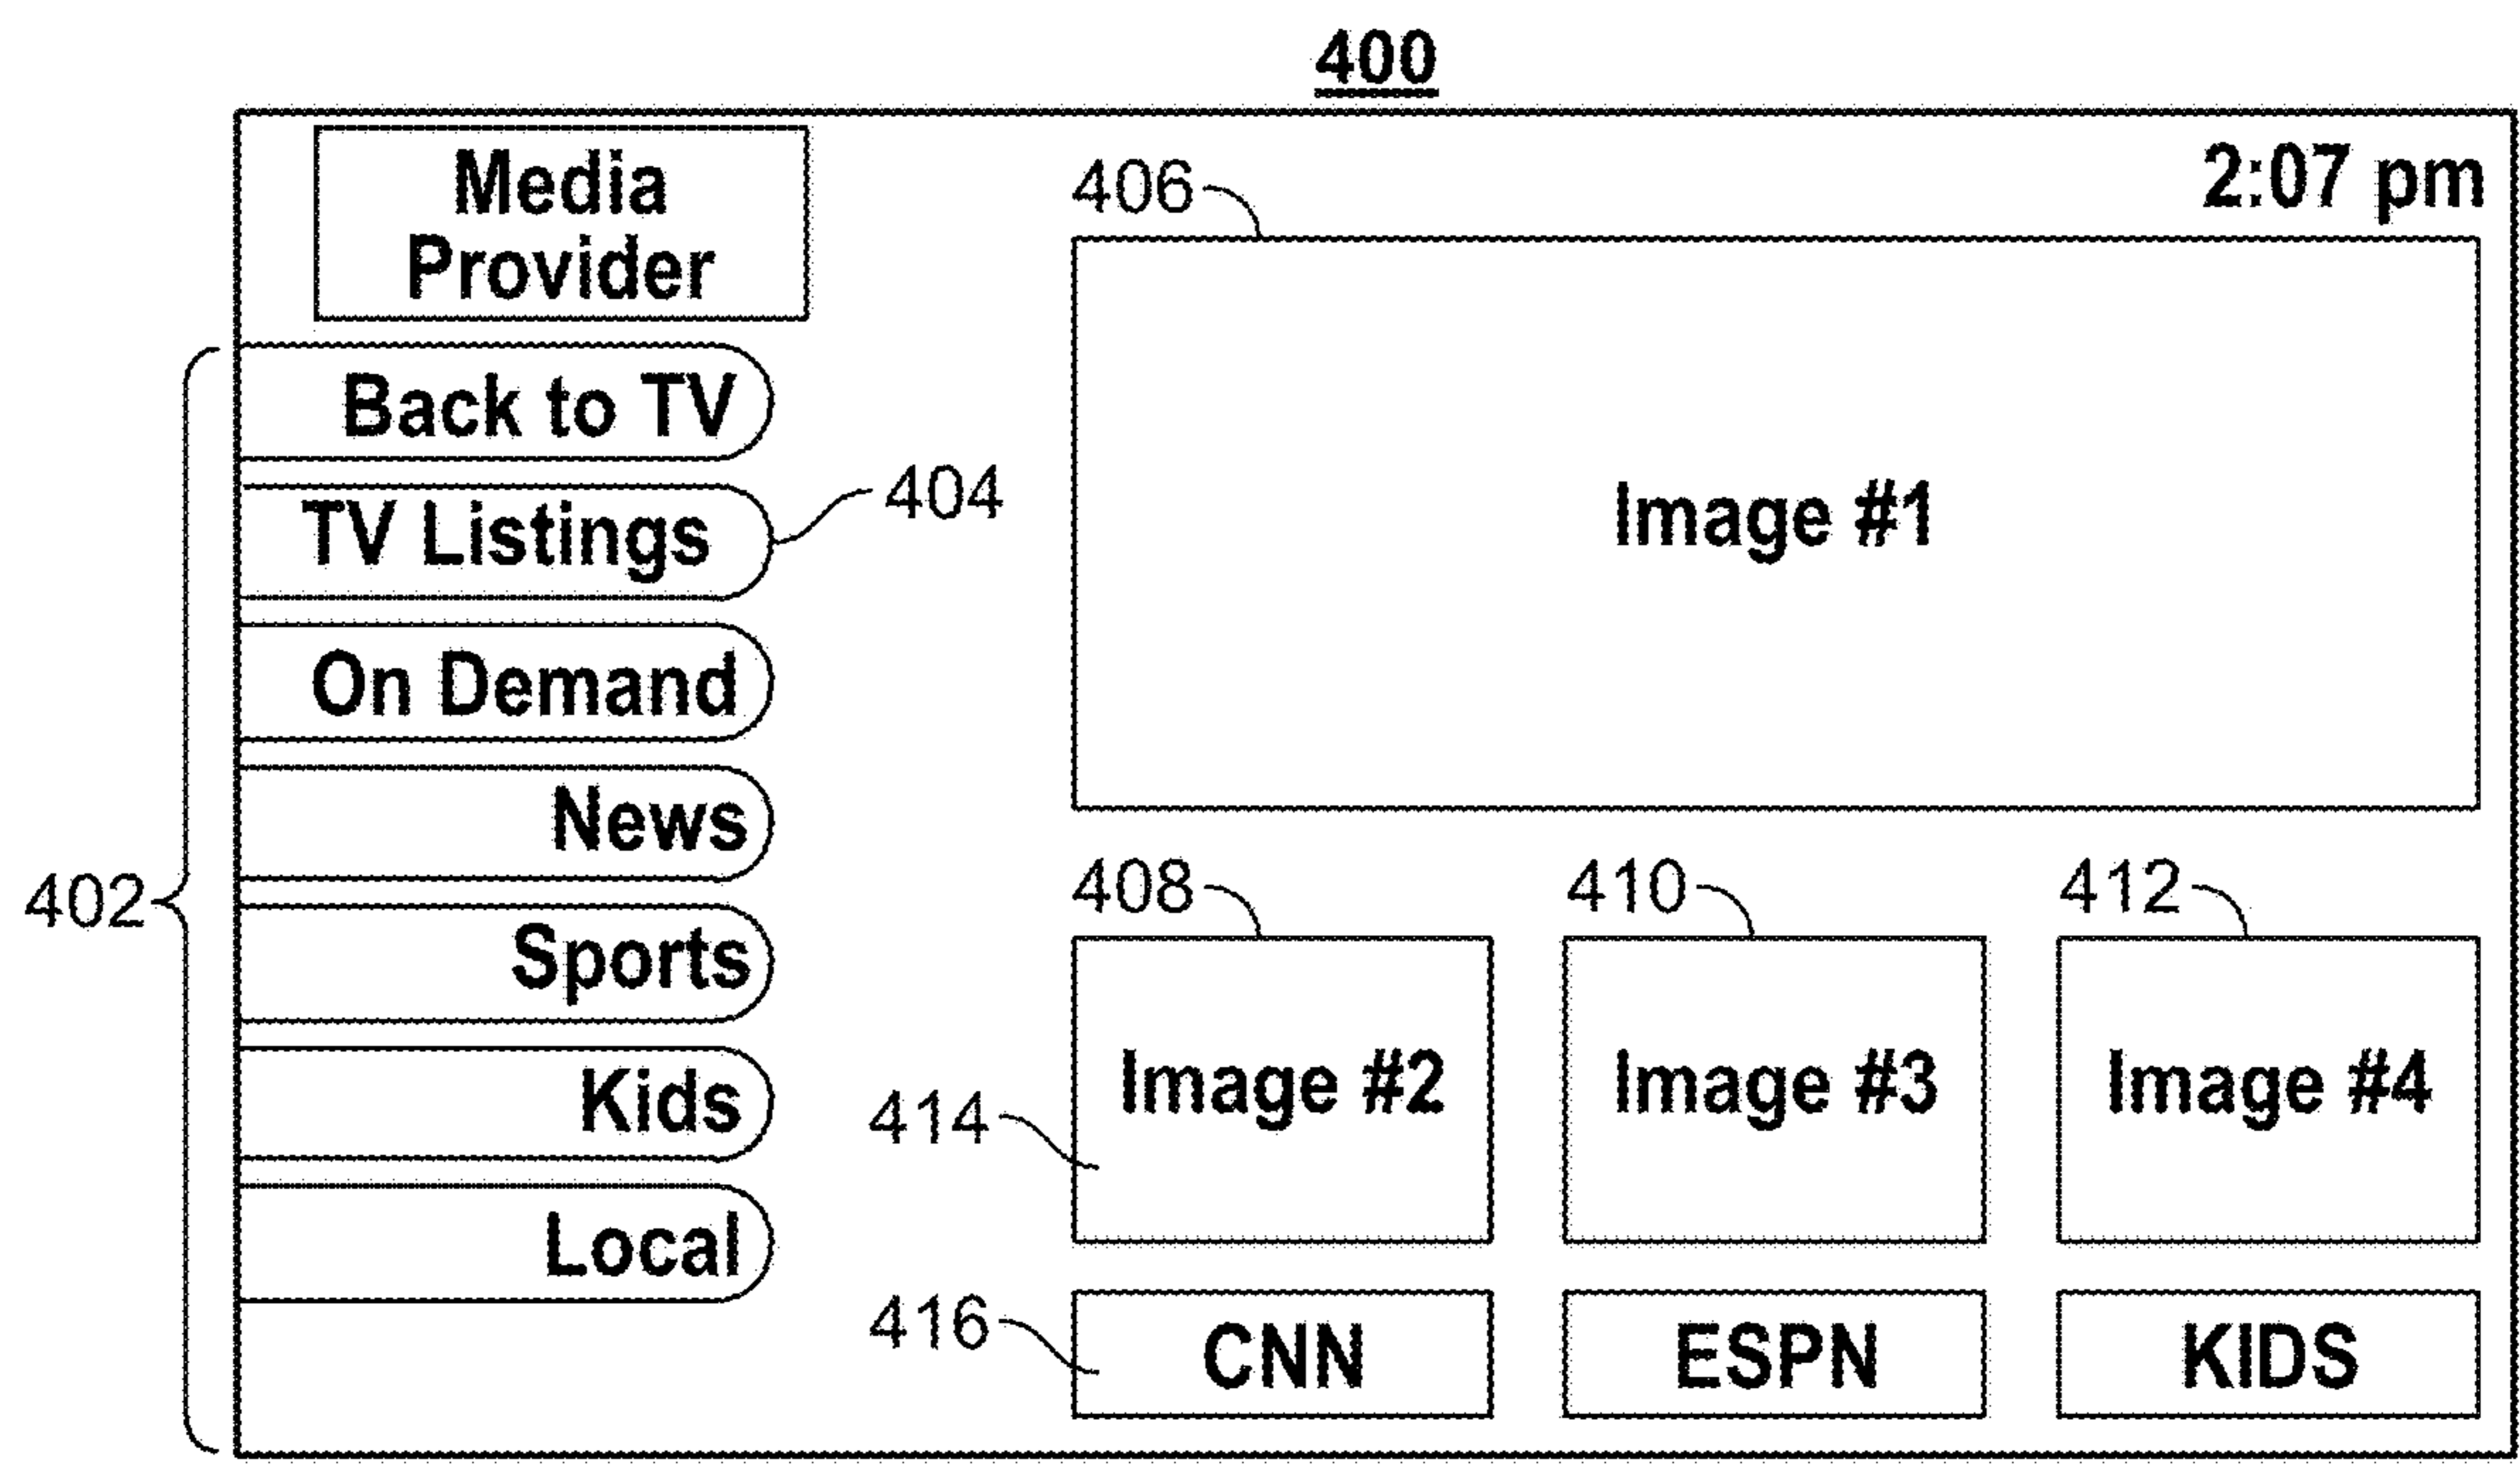 400
Media
Provider
2:07 pm
406
Back to TV
TV Listings
404
Image #1
On Demand
News
402
408
410
412
Sports
Image #2
Image #3
Image #4
Kids
414
Local
416
CNN
ESPN
KIDS